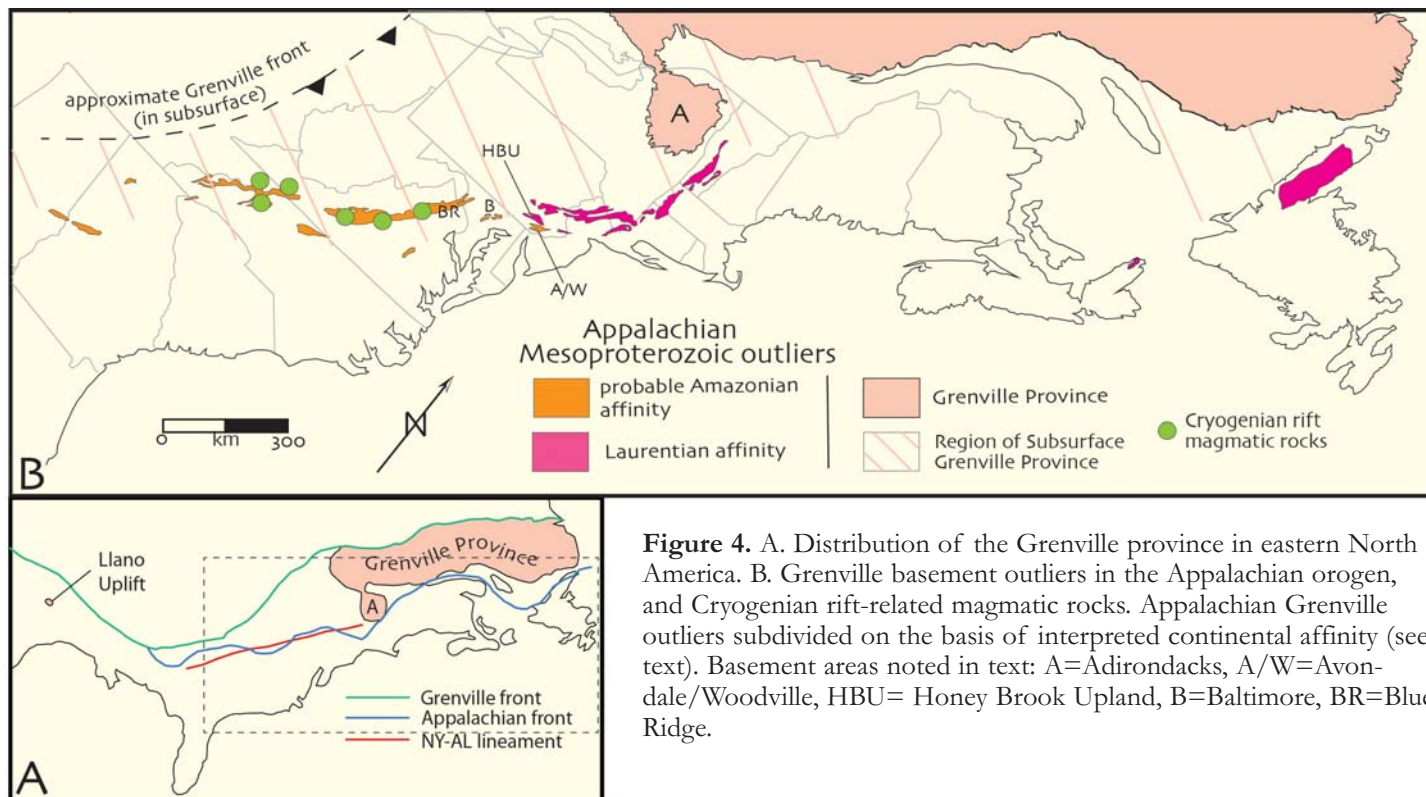 B
approximate Grenville front
(in subsurface)
A
HBU
BR
B
A/W
Appalachian
Mesoproterozoic outliers
probable Amazonian
affinity
Laurentian affinity
Grenville Province
Region of Subsurface
Grenville Province
Cryogenian rift
magmatic rocks
0 km 300
N
A
Llano
Uplift
Grenville Province
A
Grenville front
Appalachian front
NY-AL lineament
Figure 4. A. Distribution of the Grenville province in eastern North
America. B. Grenville basement outliers in the Appalachian orogen,
and Cryogenian rift-related magmatic rocks. Appalachian Grenville
outliers subdivided on the basis of interpreted continental affinity (see
text). Basement areas noted in text: A=Adirondacks, A/W=Avon-
dale/Woodville, HBU= Honey Brook Upland, B=Baltimore, BR=Blue
Ridge.